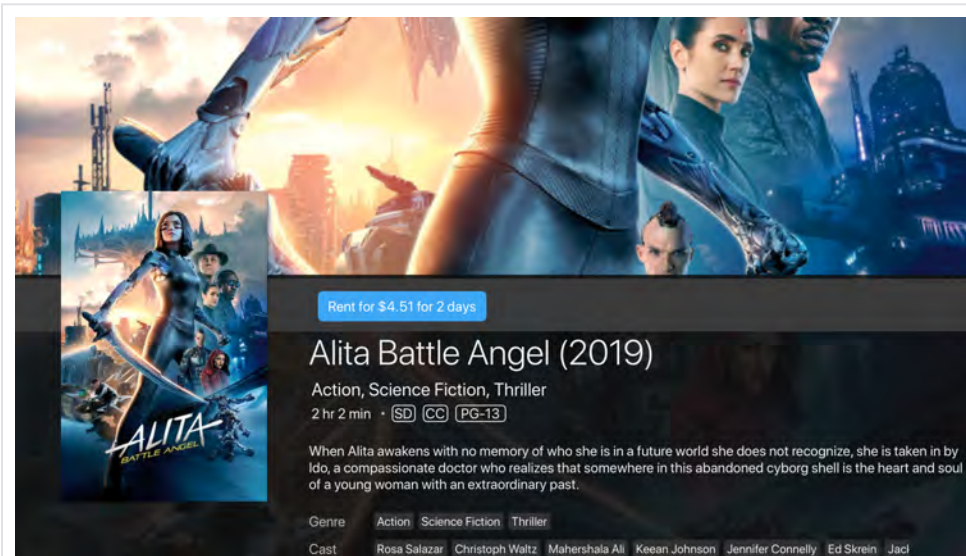 Rent for $4.51 for 2 days
Alita Battle Angel (2019)
Action, Science Fiction, Thriller
2 hr 2 min • SD CC PG-13
When Alita awakens with no memory of who she is in a future world she does not recognize, she is taken in by
Ido, a compassionate doctor who realizes that somewhere in this abandoned cyborg shell is the heart and soul
of a young woman with an extraordinary past.
ALITA
BATTLE ANGEL
Genre Action Science Fiction Thriller
Cast Rosa Salazar Christoph Waltz Mahershala Ali Keean Johnson Jennifer Connelly Ed Skrein